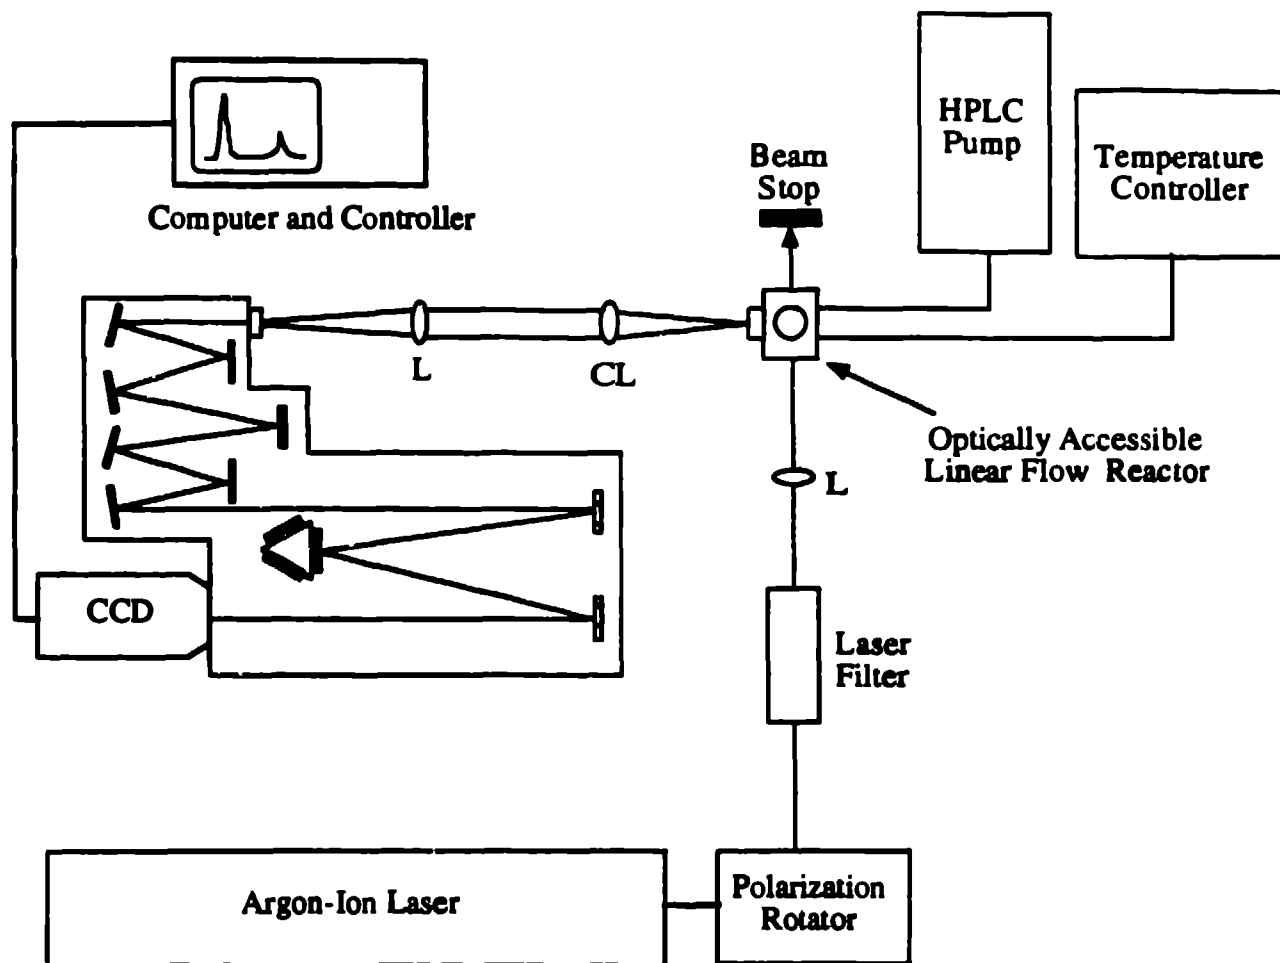 HPLC
Pump
Temperature
Controller
Beam
Stop
Computer and Controller
L
CL
Optically Accessible
Linear Flow Reactor
L
CCD
Laser
Filter
Argon-Ion Laser
Polarization
Rotator